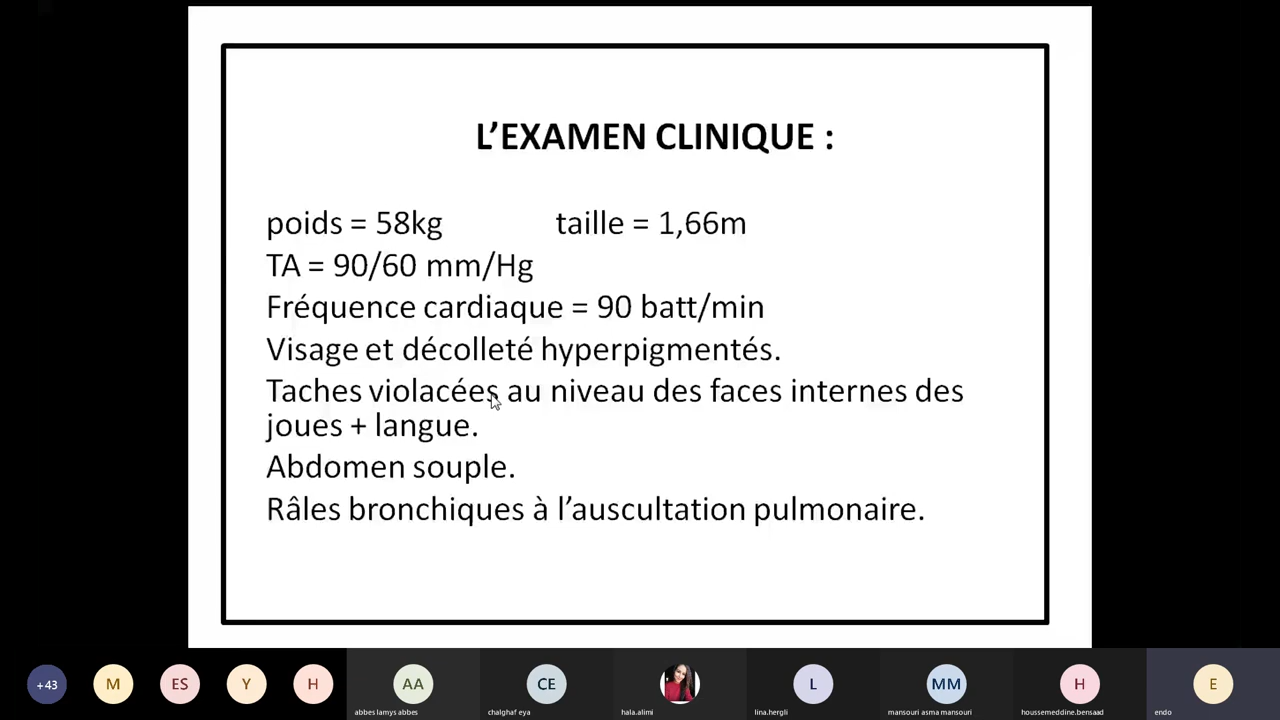 L’EXAMEN CLINIQUE :
poids = 58kg taille = 1,66m
TA = 90/60 mm/Hg
Fréquence cardiaque = 90 batt/min
Visage et décolleté hyperpigmentés.
Taches violacées au niveau des faces internes des
joues + langue.
Abdomen souple.
Râles bronchiques à l’auscultation pulmonaire.
+43 M ES Y H AA CE L MM H E
abbes lamys abbes chalghaf eya hala.alimi lina.hergli mansouri asma mansouri houssemeddine.bensaad endo